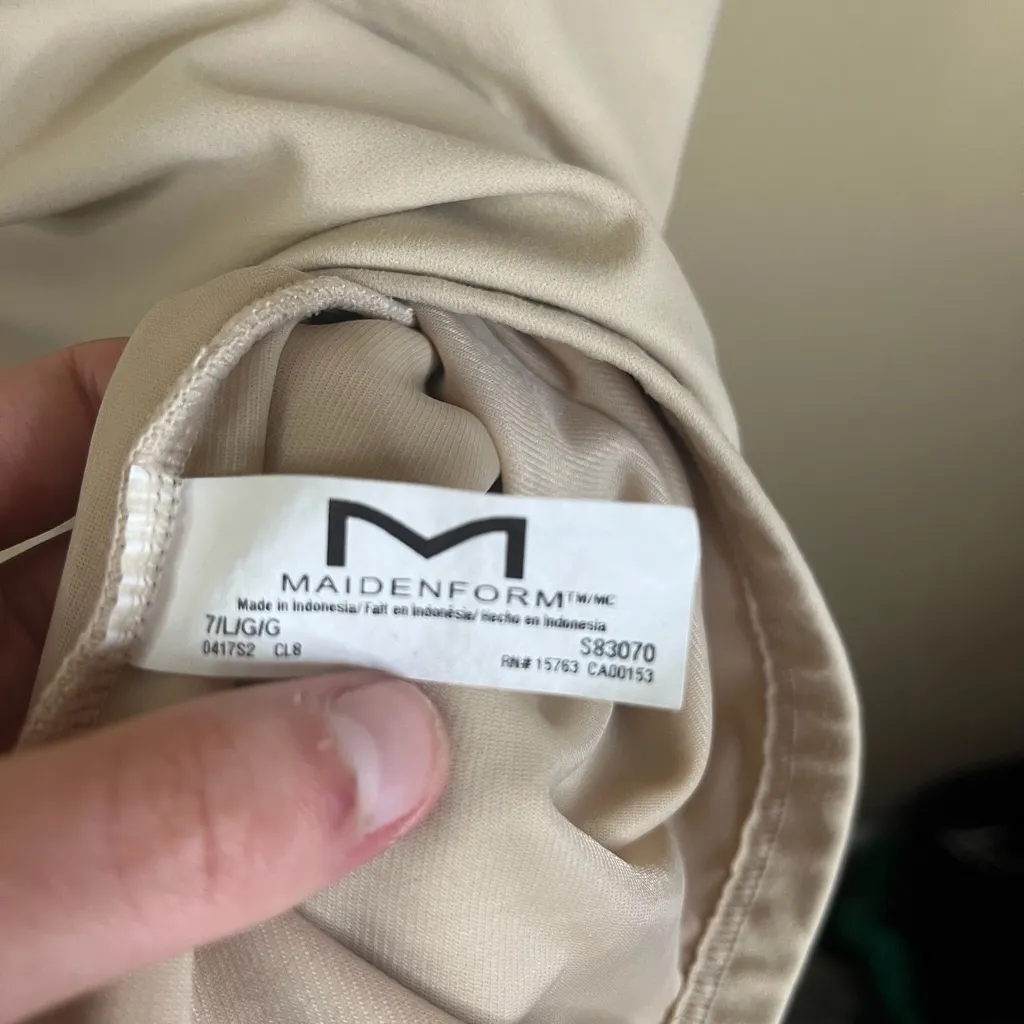 MAIDENFORM™/MC
Made in Indonesia/ Fait en Indonésie/ Hecho en Indonesia
7/L/G/G
S83070
0417S2 CL8
RN# 15763 CA00153